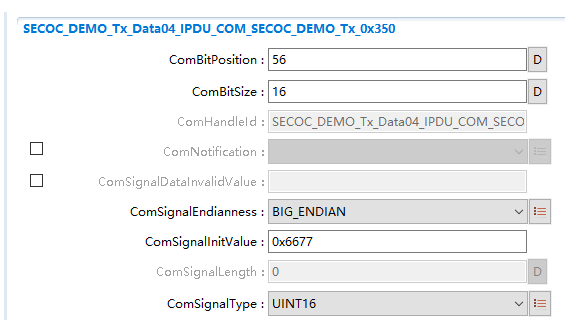 SECOC_DEMO_Tx_Data04_IPDU_COM_SECOC_DEMO_Tx_0x350
ComBitPosition : 56 D
ComBitSize : 16 D
ComHandleId : SECOC_DEMO_Tx_Data04_IPDU_COM_SECO
ComNotification :
ComSignalDataInvalidValue :
ComSignalEndianness : BIG_ENDIAN
ComSignalInitValue : 0x6677
ComSignalLength : 0 D
ComSignalType : UINT16